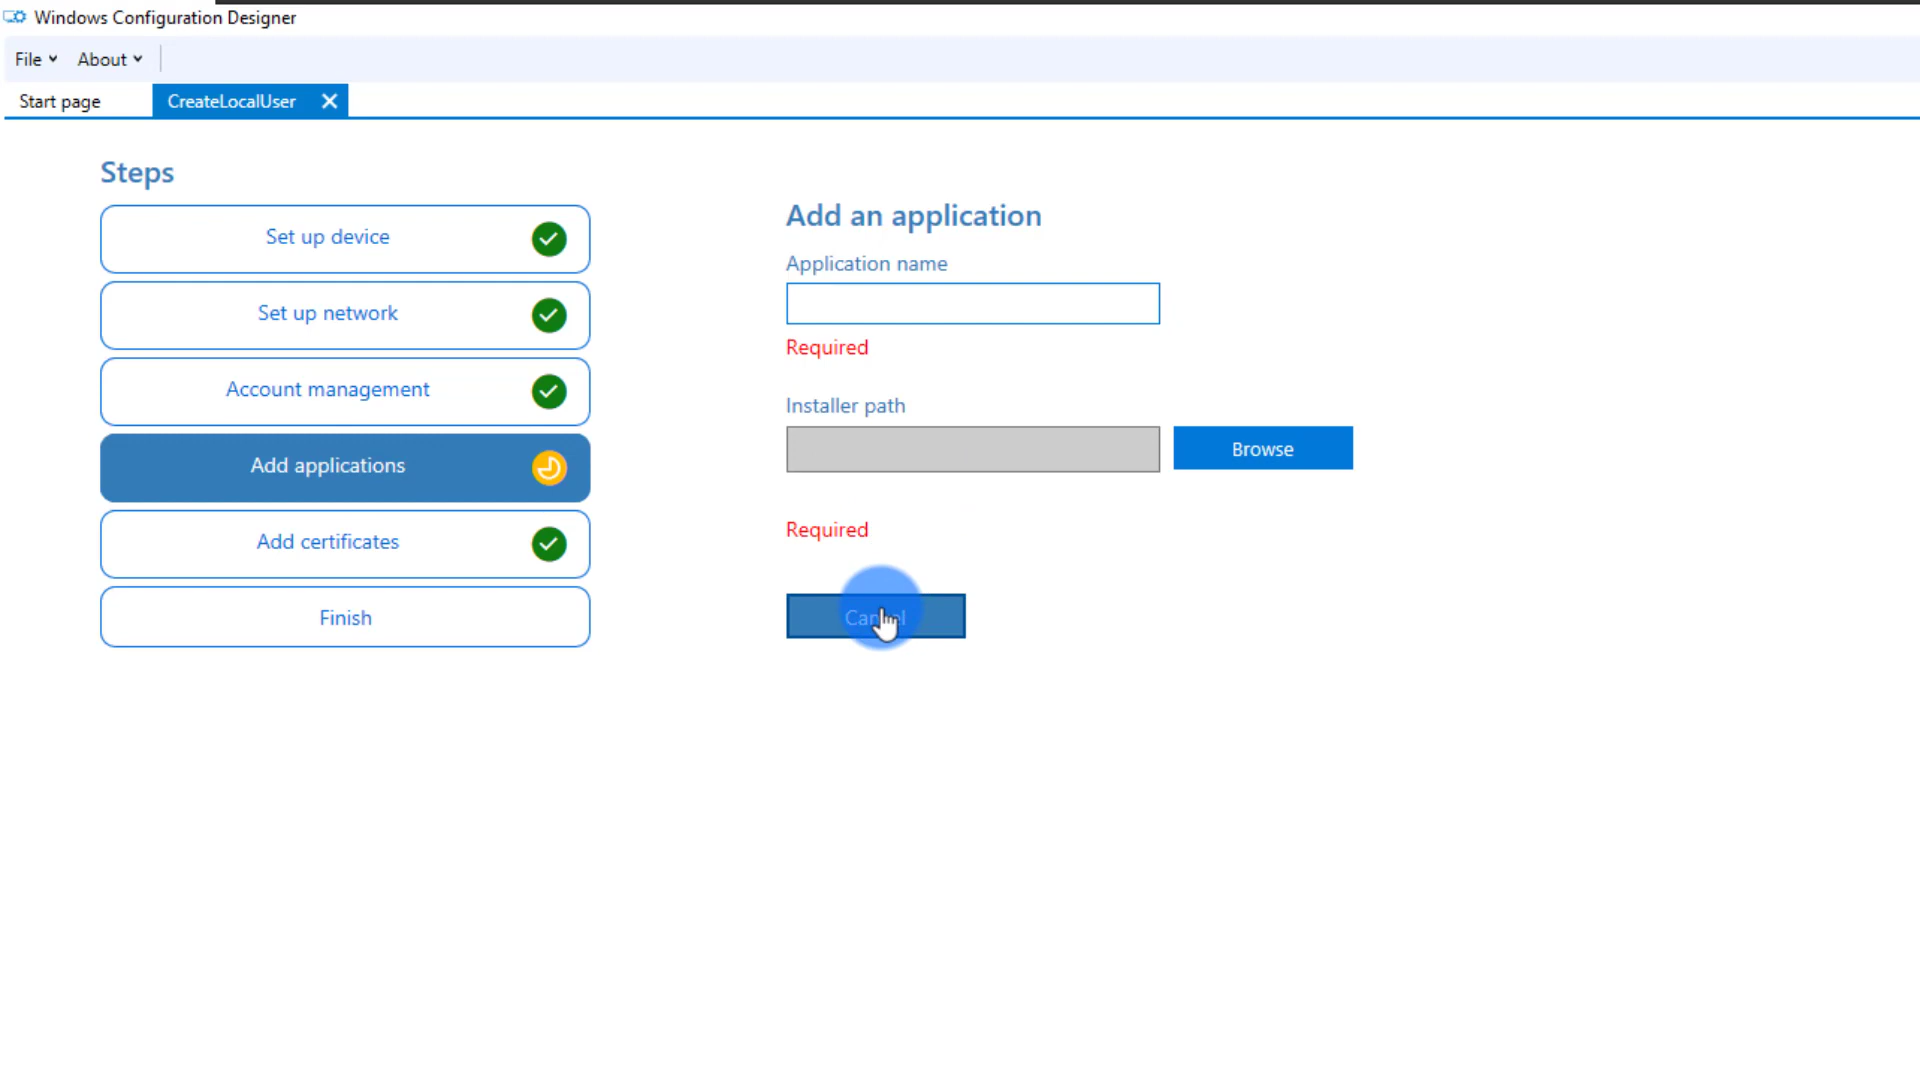 Windows Configuration Designer
File About
Start page CreateLocalUser
Steps
Set up device
Set up network
Account management
Add applications
Add certificates
Finish
Add an application
Application name
Required
Installer path
Browse
Required
Cancel